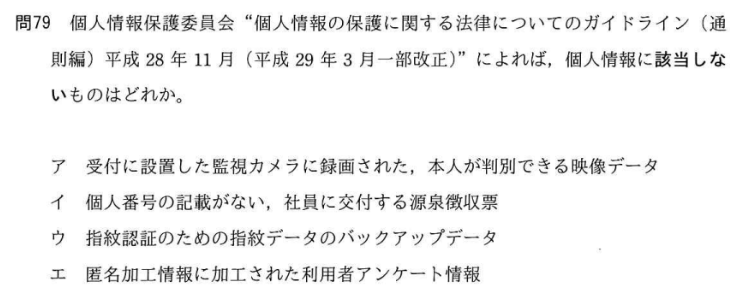 問79 個人情報保護委員会“個人情報の保護に関する法律についてのガイドライン（通
則編）平成28年11月（平成29年3月一部改正）”によれば，個人情報に該当しな
いものはどれか。
ア 受付に設置した監視カメラに録画された，本人が判別できる映像データ
イ 個人番号の記載がない，社員に交付する源泉徴収票
ウ 指紋認証のための指紋データのバックアップデータ
エ 匿名加工情報に加工された利用者アンケート情報